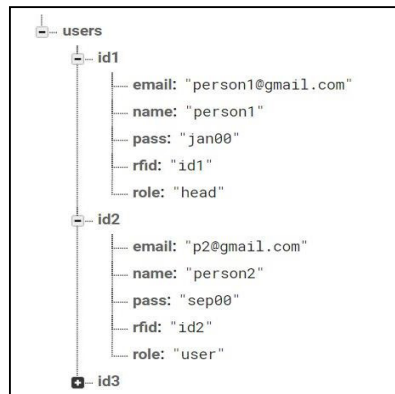 users
id1
email: "person1@gmail.com"
name: "person1"
pass: "jan00"
rfid: "id1"
role: "head"
id2
email: "p2@gmail.com"
name: "person2"
pass: "sep00"
rfid: "id2"
role: "user"
id3